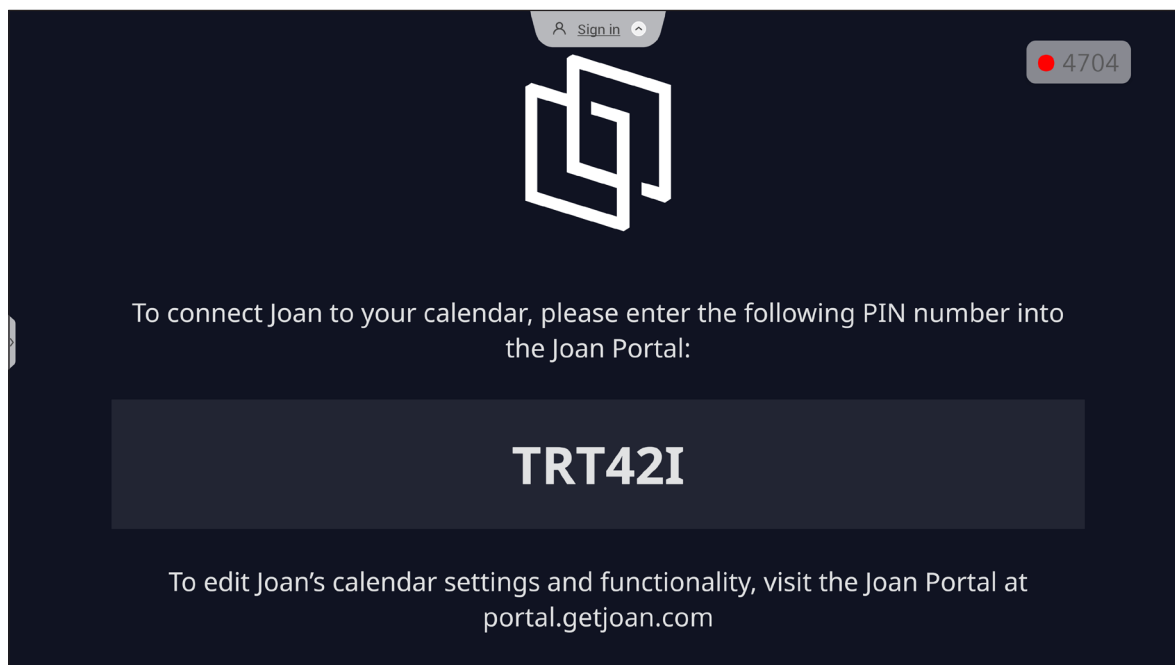 Sign in
4704
To connect Joan to your calendar, please enter the following PIN number into
the Joan Portal:
TRT42I
To edit Joan’s calendar settings and functionality, visit the Joan Portal at
portal.getjoan.com